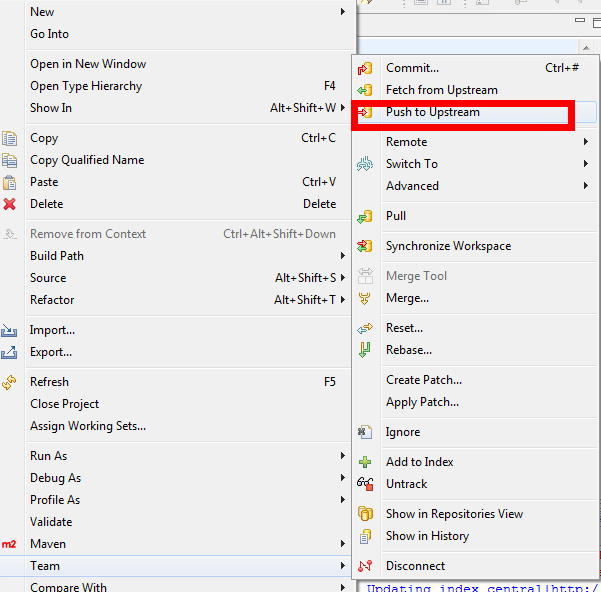 New
Go Into
Open in New Window
Open Type Hierarchy F4
Show In Alt+Shift+W
Copy Ctrl+C
Copy Qualified Name
Paste Ctrl+V
Delete Delete
Remove from Context Ctrl+Alt+Shift+Down
Build Path
Source Alt+Shift+S
Refactor Alt+Shift+T
Import...
Export...
Refresh F5
Close Project
Assign Working Sets...
Run As
Debug As
Profile As
Validate
m2 Maven
Team
Compare With
Commit... Ctrl+#
Fetch from Upstream
Push to Upstream
Remote
Switch To
Advanced
Pull
Synchronize Workspace
Merge Tool
Merge...
Reset...
Rebase...
Create Patch...
Apply Patch...
Ignore
Add to Index
Untrack
Show in Repositories View
Show in History
Disconnect
Updating index central|http:/